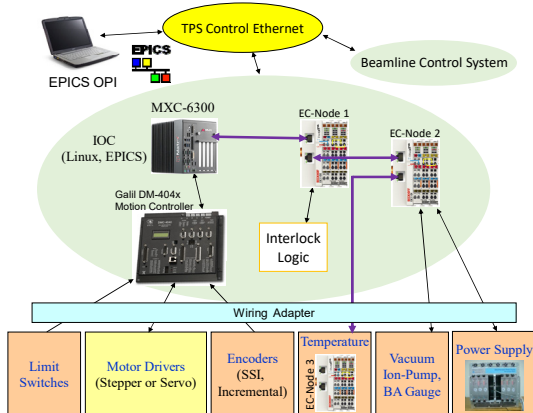 TPS Control Ethernet
EPICS
EPICS OPI
Beamline Control System
MXC-6300
EC-Node 1
EC-Node 2
IOC
(Linux, EPICS)
Galil DM-404x
Motion Controller
Interlock
Logic
Wiring Adapter
Limit
Switches
Motor Drivers
(Stepper or Servo)
Encoders
(SSI,
Incremental)
Temperature
EC-Node 3
Vacuum
Ion-Pump,
BA Gauge
Power Supply